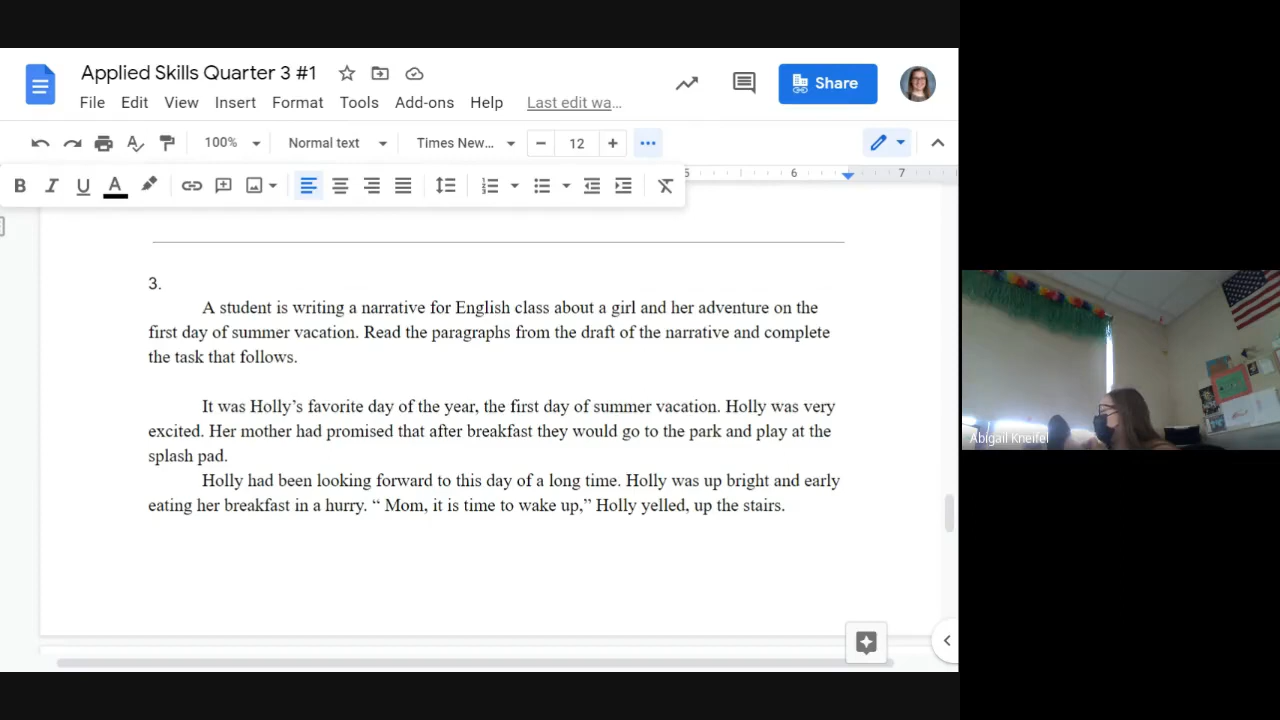 Applied Skills Quarter 3 #1
File Edit View Insert Format Tools Add-ons Help Last edit wa...
Share
100% Normal text Times New... 12
5 6 7
3.
A student is writing a narrative for English class about a girl and her adventure on the
first day of summer vacation. Read the paragraphs from the draft of the narrative and complete
the task that follows.
It was Holly’s favorite day of the year, the first day of summer vacation. Holly was very
excited. Her mother had promised that after breakfast they would go to the park and play at the
splash pad.
Holly had been looking forward to this day of a long time. Holly was up bright and early
eating her breakfast in a hurry. “ Mom, it is time to wake up,” Holly yelled, up the stairs.
Abigail Kneifel